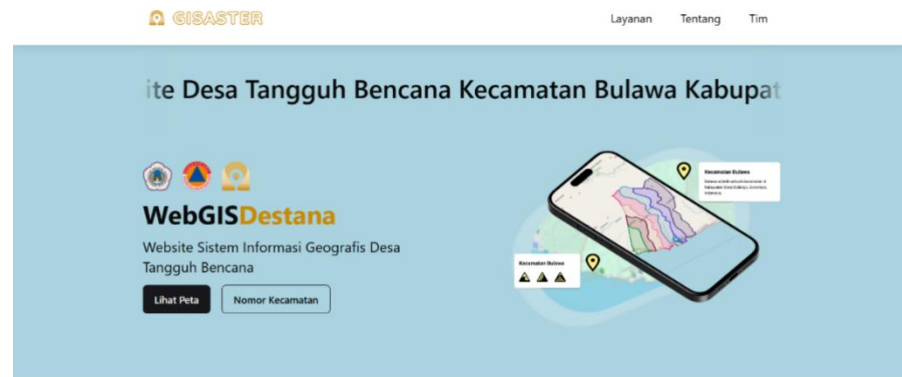 GISASTER
Layanan Tentang Tim
ite Desa Tangguh Bencana Kecamatan Bulawa Kabupat
WebGISDestana
Website Sistem Informasi Geografis Desa
Tangguh Bencana
Lihat Peta
Nomor Kecamatan
Kecamatan Bulawa
Kecamatan Bulawa